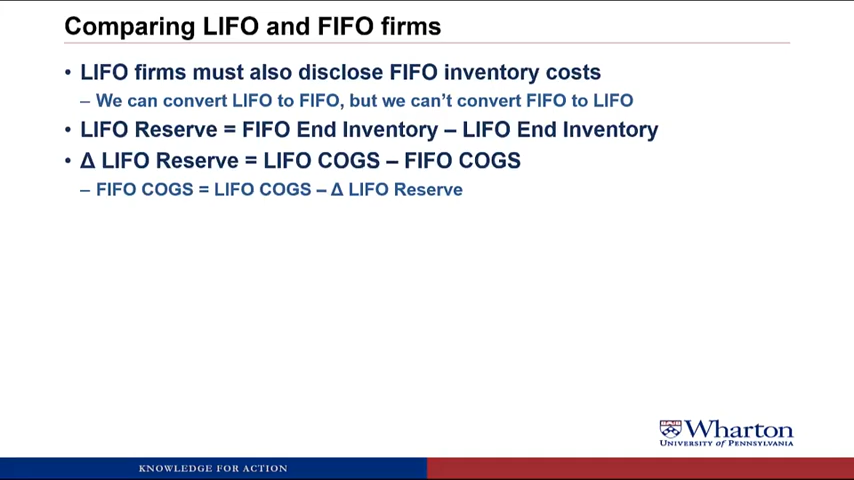 Comparing LIFO and FIFO firms
• LIFO firms must also disclose FIFO inventory costs
– We can convert LIFO to FIFO, but we can't convert FIFO to LIFO
• LIFO Reserve = FIFO End Inventory – LIFO End Inventory
• Δ LIFO Reserve = LIFO COGS – FIFO COGS
– FIFO COGS = LIFO COGS – Δ LIFO Reserve
Wharton
UNIVERSITY of PENNSYLVANIA
KNOWLEDGE FOR ACTION